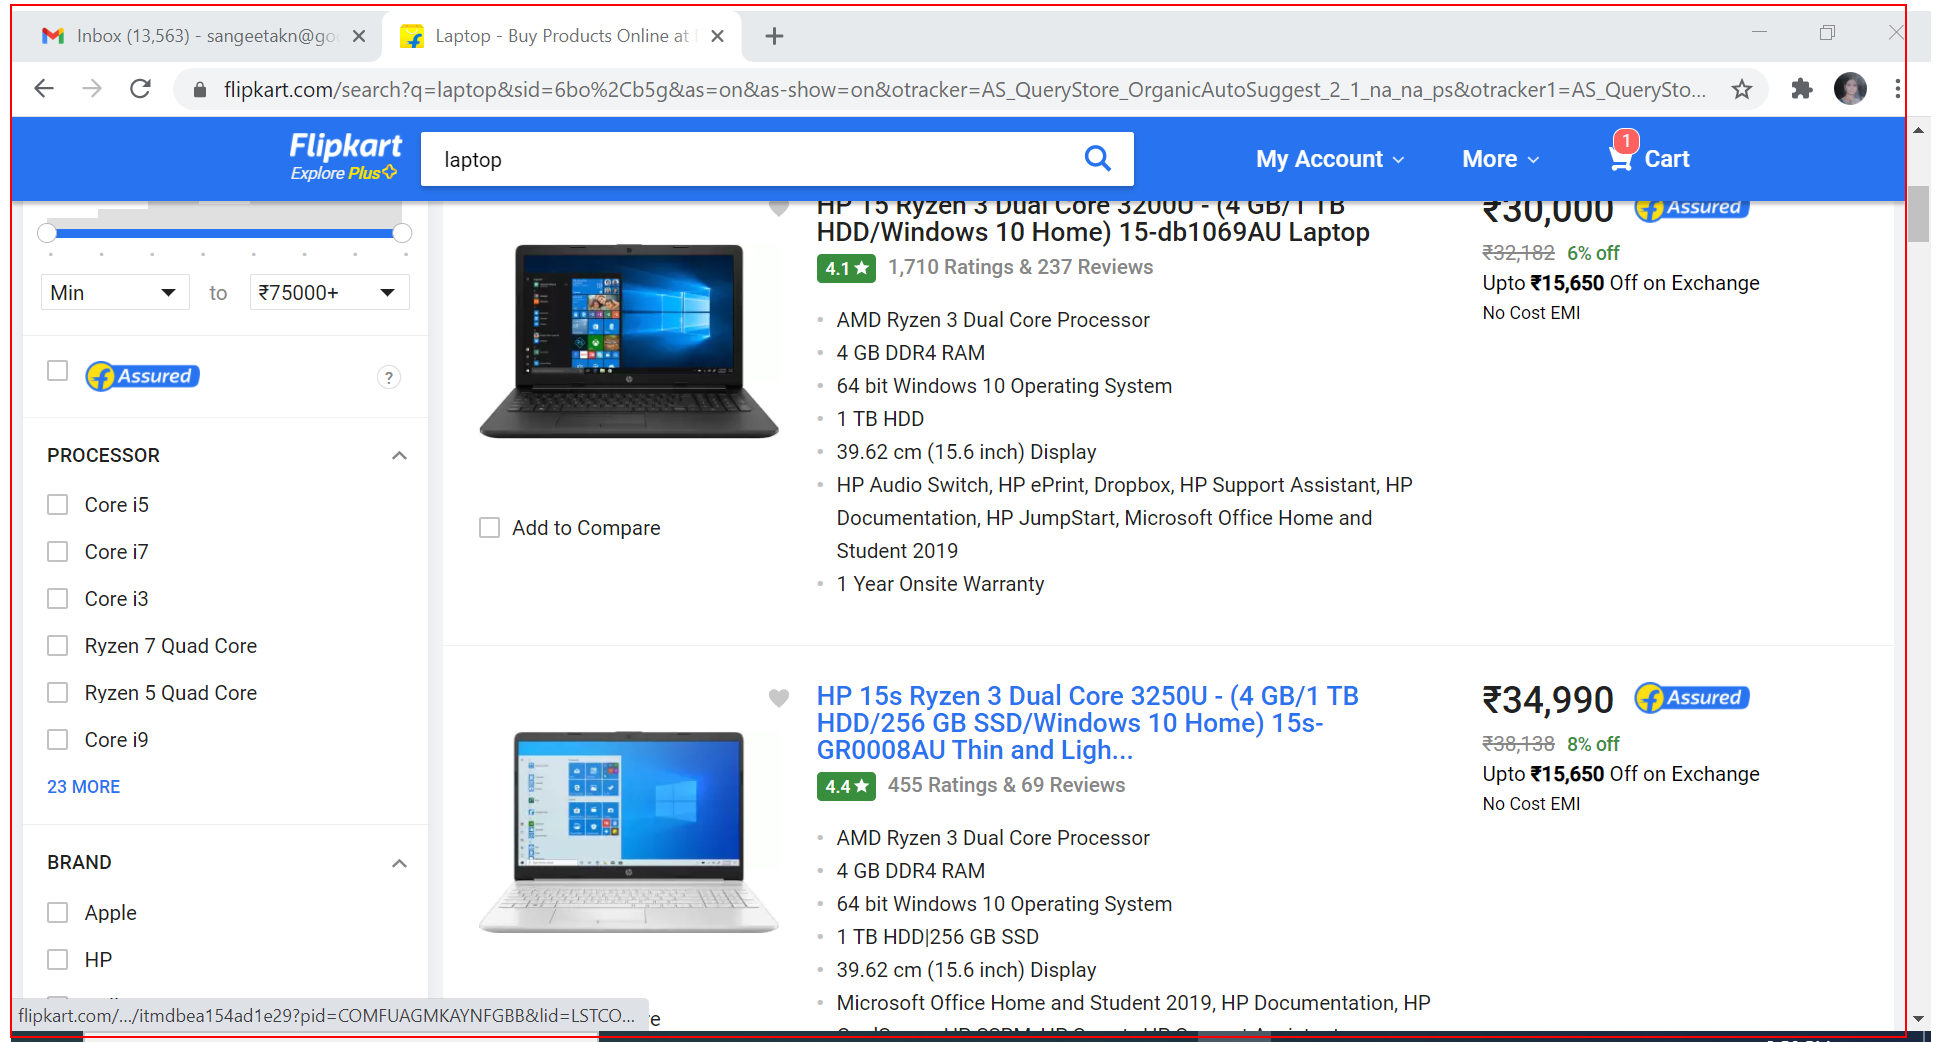 Inbox (13,563) - sangeetakn@go
Laptop - Buy Products Online at
flipkart.com/search?q=laptop&sid=6bo%2Cb5g&as=on&as-show=on&otracker=AS_QueryStore_OrganicAutoSuggest_2_1_na_na_ps&otracker1=AS_QuerySto...
Flipkart
Explore Plus
laptop
My Account
More
1
Cart
Min
to
₹75000+
Assured
?
PROCESSOR
Core i5
Core i7
Core i3
Ryzen 7 Quad Core
Ryzen 5 Quad Core
Core i9
23 MORE
BRAND
Apple
HP
flipkart.com/.../itmdbea154ad1e29?pid=COMFUAGMKAYNFGBB&lid=LSTCO...
HP 15 Ryzen 3 Dual Core 3200U - (4 GB/1 TB
HDD/Windows 10 Home) 15-db1069AU Laptop
4.1 ★ 1,710 Ratings & 237 Reviews
• AMD Ryzen 3 Dual Core Processor
• 4 GB DDR4 RAM
• 64 bit Windows 10 Operating System
• 1 TB HDD
• 39.62 cm (15.6 inch) Display
• HP Audio Switch, HP ePrint, Dropbox, HP Support Assistant, HP
Documentation, HP JumpStart, Microsoft Office Home and
Student 2019
• 1 Year Onsite Warranty
Add to Compare
₹30,000 Assured
₹32,182 6% off
Upto ₹15,650 Off on Exchange
No Cost EMI
HP 15s Ryzen 3 Dual Core 3250U - (4 GB/1 TB
HDD/256 GB SSD/Windows 10 Home) 15s-
GR0008AU Thin and Ligh...
4.4 ★ 455 Ratings & 69 Reviews
• AMD Ryzen 3 Dual Core Processor
• 4 GB DDR4 RAM
• 64 bit Windows 10 Operating System
• 1 TB HDD|256 GB SSD
• 39.62 cm (15.6 inch) Display
• Microsoft Office Home and Student 2019, HP Documentation, HP
₹34,990 Assured
₹38,138 8% off
Upto ₹15,650 Off on Exchange
No Cost EMI